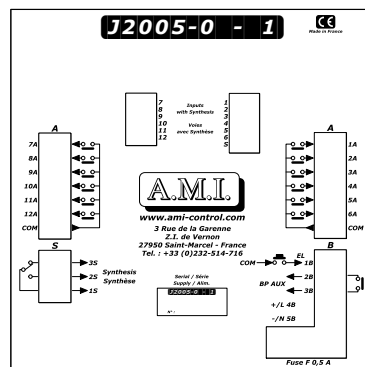 J2005-0 - 1
CE
Made in France
7
8
9
10
11
12
Inputs
with Synthesis
Voies
avec Synthèse
1
2
3
4
5
6
S
A
7A
8A
9A
10A
11A
12A
COM
A
1A
2A
3A
4A
5A
6A
COM
A.M.I.
www.ami-control.com
3 Rue de la Garenne
Z.I. de Vernon
27950 Saint-Marcel - France
Tel. : +33 (0)232-514-716
S
3S
2S
1S
Synthesis
Synthèse
Serial / Série
Supply / Alim.
J2005-0 - 1
N° :
B
COM
EL
1B
BP AUX
2B
3B
+/L 4B
-/N 5B
Fuse F 0,5 A